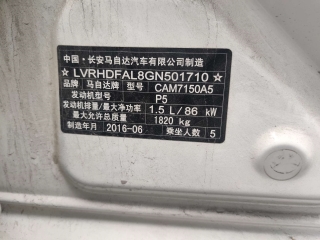 中国·长安马自达汽车有限公司制造
★LVRHDFAL8GN501710★
品牌 马自达牌 型号 CAM7150A5
发动机型号 P5
发动机排量/最大净功率 1.5 L/86 kW
最大允许总质量 1820 kg
制造年月 2016-06 乘坐人数 5